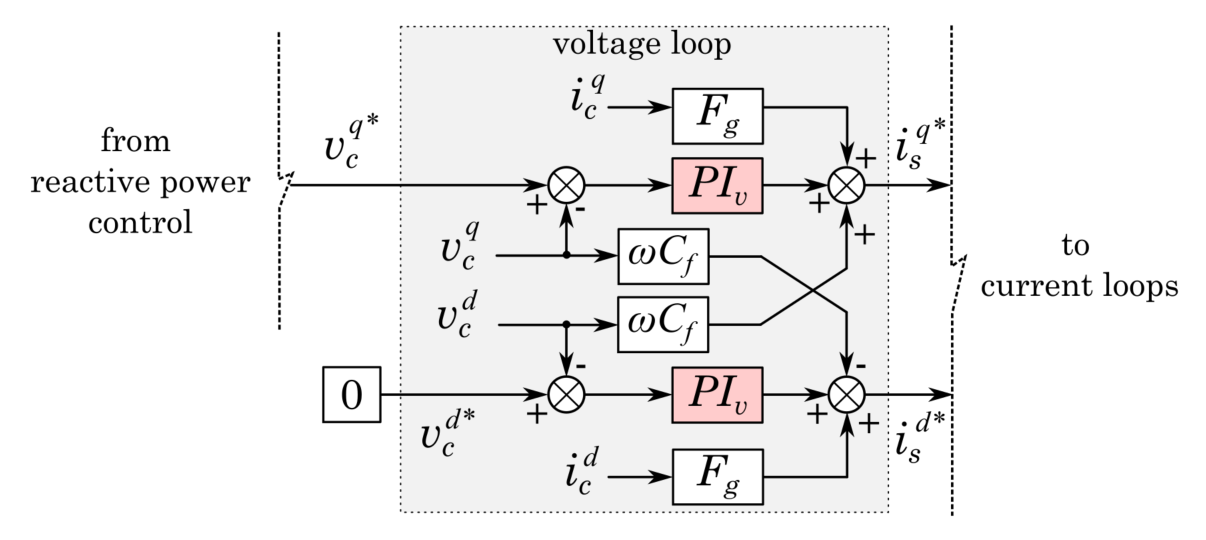 voltage loop
i_c^q
F_g
+
from
reactive power
control
v_c^{q*}
+
-
PI_v
+
i_s^{q*}
+
v_c^q
ωC_f
to
current loops
v_c^d
ωC_f
-
-
0
v_c^{d*}
+
PI_v
+
+
i_s^{d*}
i_c^d
F_g